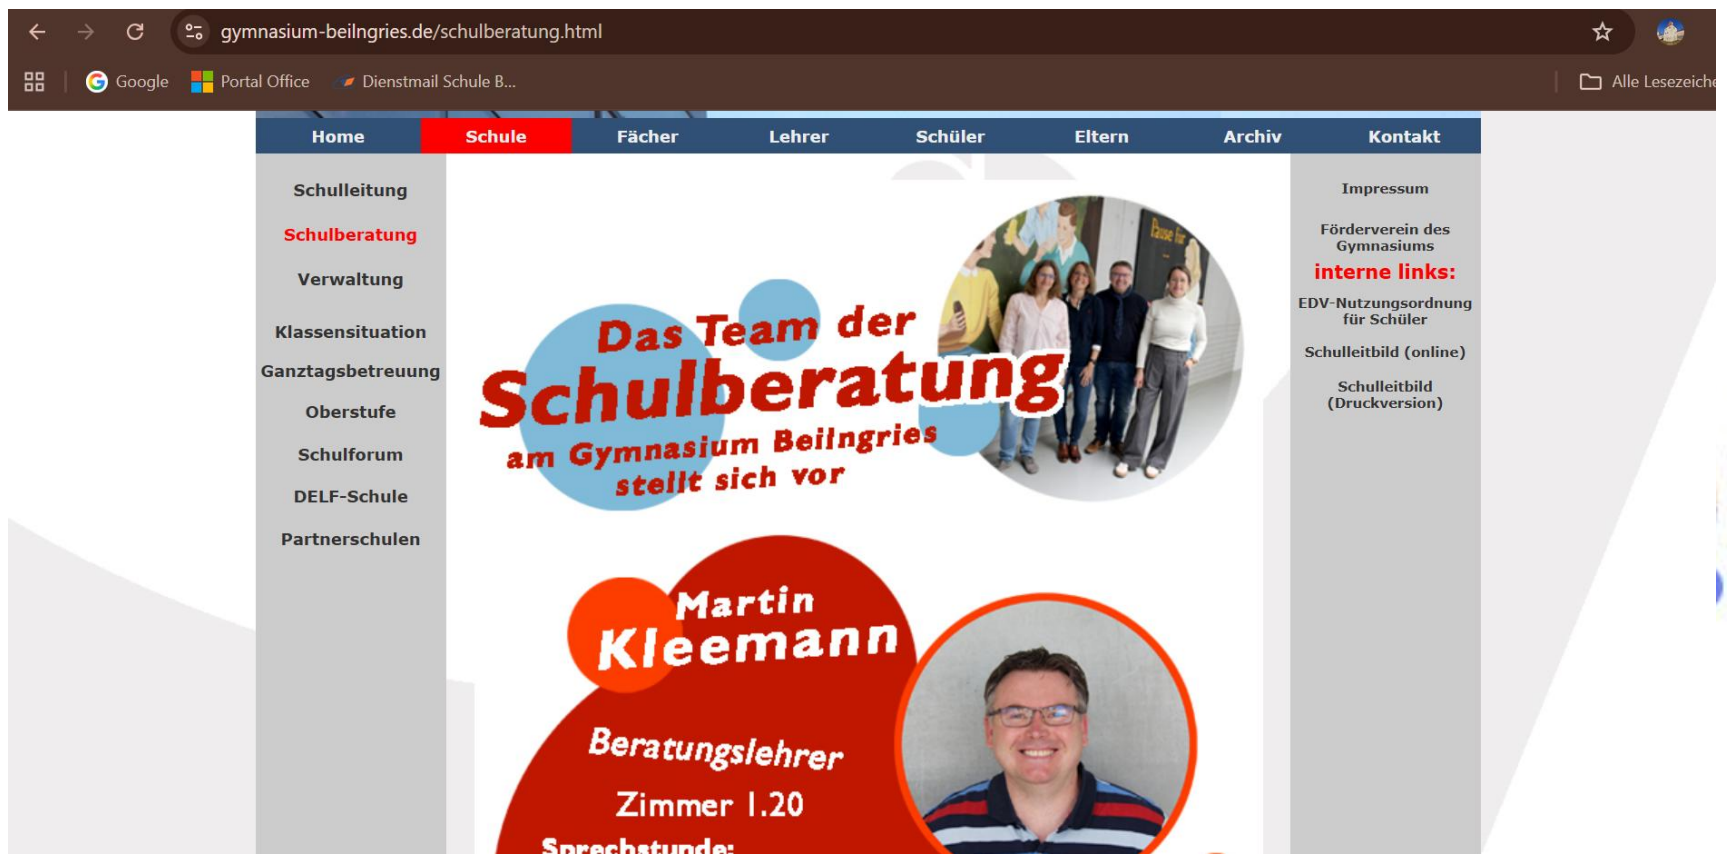 gymnasium-beilngries.de/schulberatung.html
Google
Portal Office
Dienstmail Schule B...
Alle Lesezeiche
Home
Schule
Fächer
Lehrer
Schüler
Eltern
Archiv
Kontakt
Schulleitung
Schulberatung
Verwaltung
Klassensituation
Ganztagsbetreuung
Oberstufe
Schulforum
DELF-Schule
Partnerschulen
Pause für
Das Team der
Schulberatung
am Gymnasium Beilngries
stellt sich vor
Martin
Kleemann
Beratungslehrer
Zimmer 1.20
Sprechstunde:
Impressum
Förderverein des
Gymnasiums
interne links:
EDV-Nutzungsordnung
für Schüler
Schulleitbild (online)
Schulleitbild
(Druckversion)